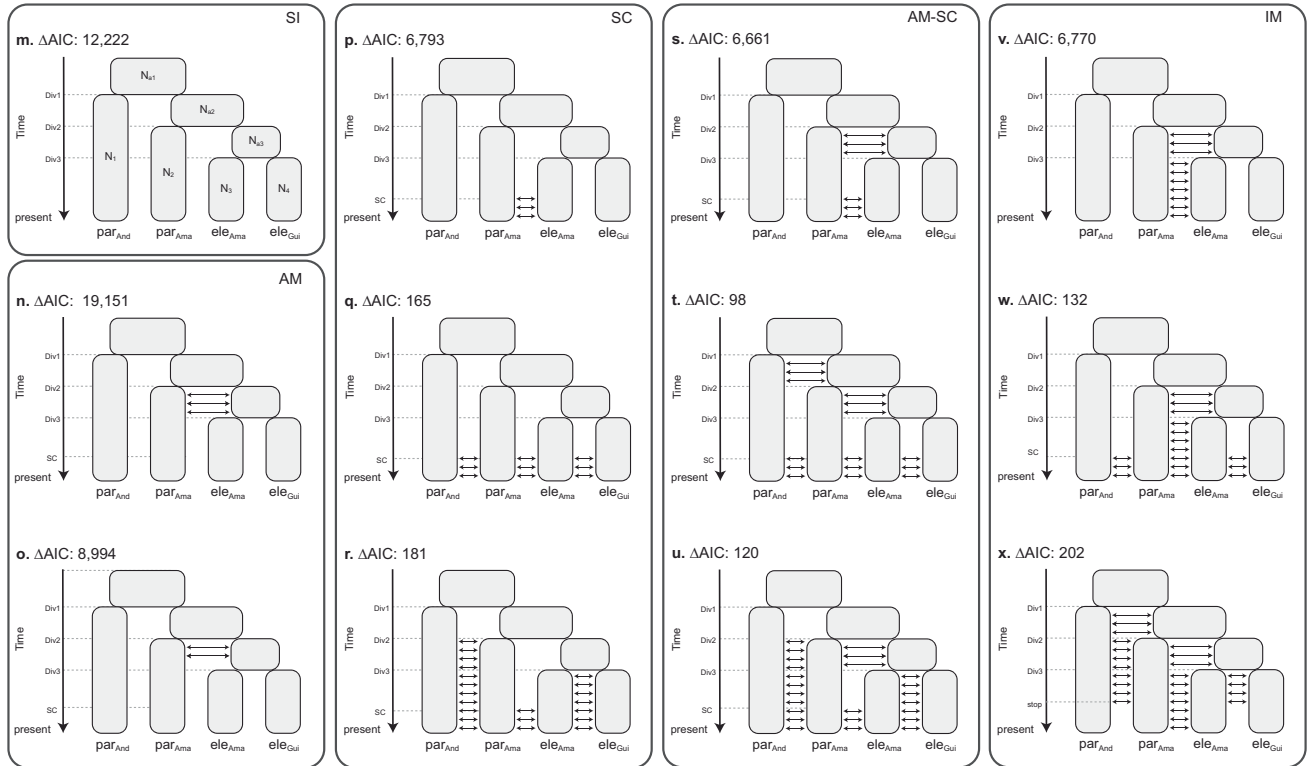 SI
m. ΔAIC: 12,222
Na1
Div1
Na2
Div2
Na3
Div3
N1
N2
N3
N4
Time
present
parAnd parAma eleAma eleGui
AM
n. ΔAIC: 19,151
Div1
Div2
Div3
SC
Time
present
parAnd parAma eleAma eleGui
o. ΔAIC: 8,994
Div1
Div2
Div3
SC
Time
present
parAnd parAma eleAma eleGui
SC
p. ΔAIC: 6,793
Div1
Div2
Div3
SC
Time
present
parAnd parAma eleAma eleGui
q. ΔAIC: 165
Div1
Div2
Div3
SC
Time
present
parAnd parAma eleAma eleGui
r. ΔAIC: 181
Div1
Div2
Div3
SC
Time
present
parAnd parAma eleAma eleGui
AM-SC
s. ΔAIC: 6,661
Div1
Div2
Div3
SC
Time
present
parAnd parAma eleAma eleGui
t. ΔAIC: 98
Div1
Div2
Div3
SC
Time
present
parAnd parAma eleAma eleGui
u. ΔAIC: 120
Div1
Div2
Div3
SC
Time
present
parAnd parAma eleAma eleGui
IM
v. ΔAIC: 6,770
Div1
Div2
Div3
Time
present
parAnd parAma eleAma eleGui
w. ΔAIC: 132
Div1
Div2
Div3
SC
Time
present
parAnd parAma eleAma eleGui
x. ΔAIC: 202
Div1
Div2
Div3
stop
Time
present
parAnd parAma eleAma eleGui